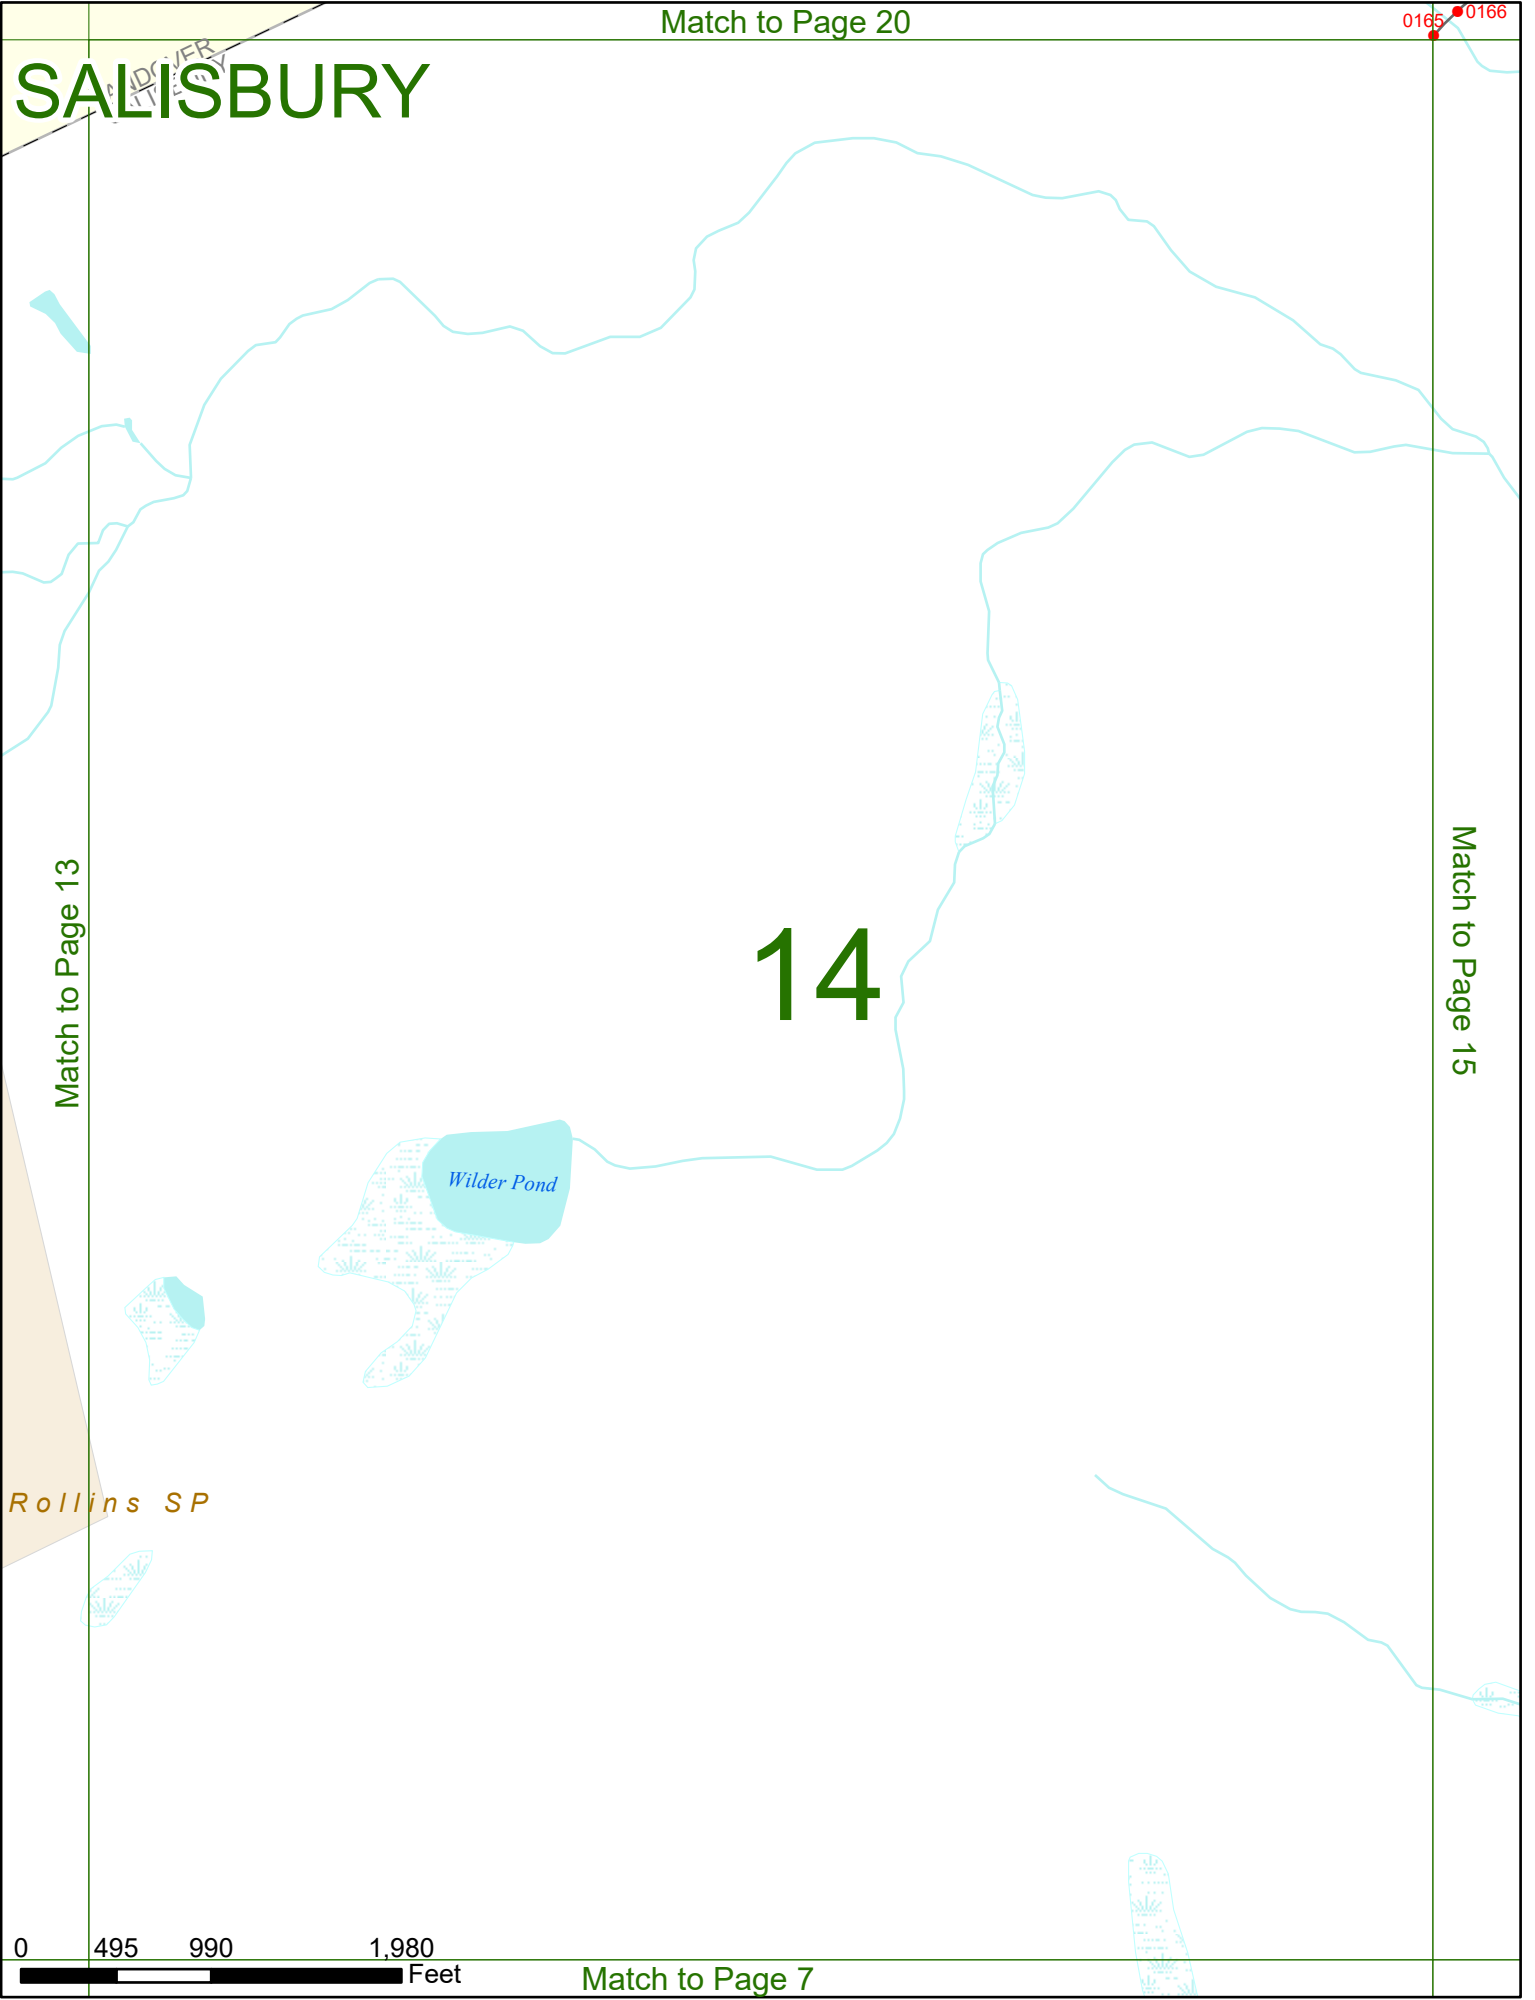 Match to Page 20
0165
0166
SALISBURY
Match to Page 13
Match to Page 15
14
Wilder Pond
Rollins SP
0 495 990 1,980
Feet
Match to Page 7